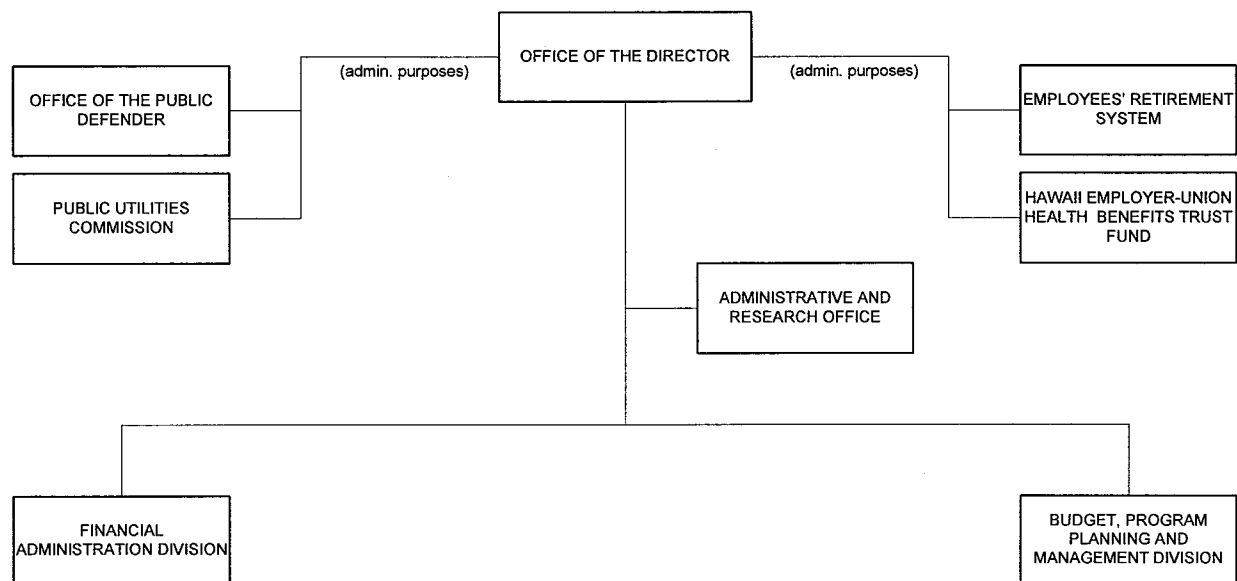 OFFICE OF THE DIRECTOR
(admin. purposes)
(admin. purposes)
OFFICE OF THE PUBLIC
DEFENDER
EMPLOYEES' RETIREMENT
SYSTEM
PUBLIC UTILITIES
COMMISSION
HAWAII EMPLOYER-UNION
HEALTH BENEFITS TRUST
FUND
ADMINISTRATIVE AND
RESEARCH OFFICE
FINANCIAL
ADMINISTRATION DIVISION
BUDGET, PROGRAM
PLANNING AND
MANAGEMENT DIVISION